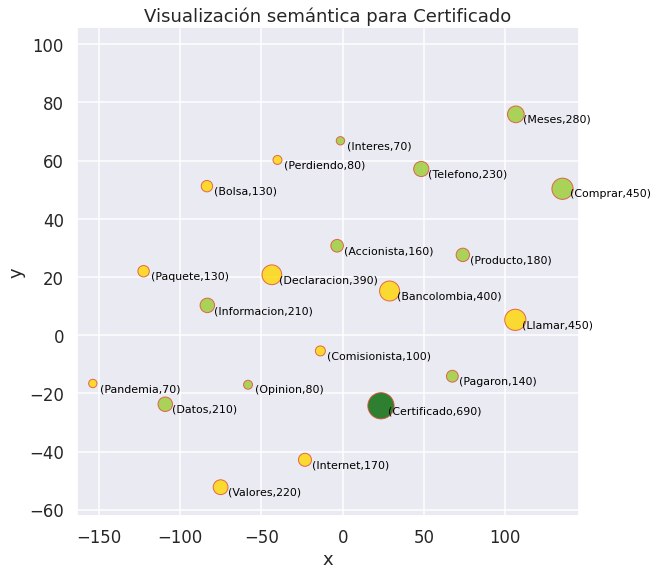 Visualización semántica para Certificado
100
80
60
40
20
0
−20
−40
−60
y
(Meses,280)
(Interes,70)
(Perdiendo,80)
(Telefono,230)
(Bolsa,130)
(Comprar,450)
(Accionista,160)
(Producto,180)
(Paquete,130)
(Declaracion,390)
(Bancolombia,400)
(Informacion,210)
(Llamar,450)
(Comisionista,100)
(Pandemia,70)
(Opinion,80)
(Pagaron,140)
(Datos,210)
(Certificado,690)
(Internet,170)
(Valores,220)
−150
−100
−50
0
50
100
x